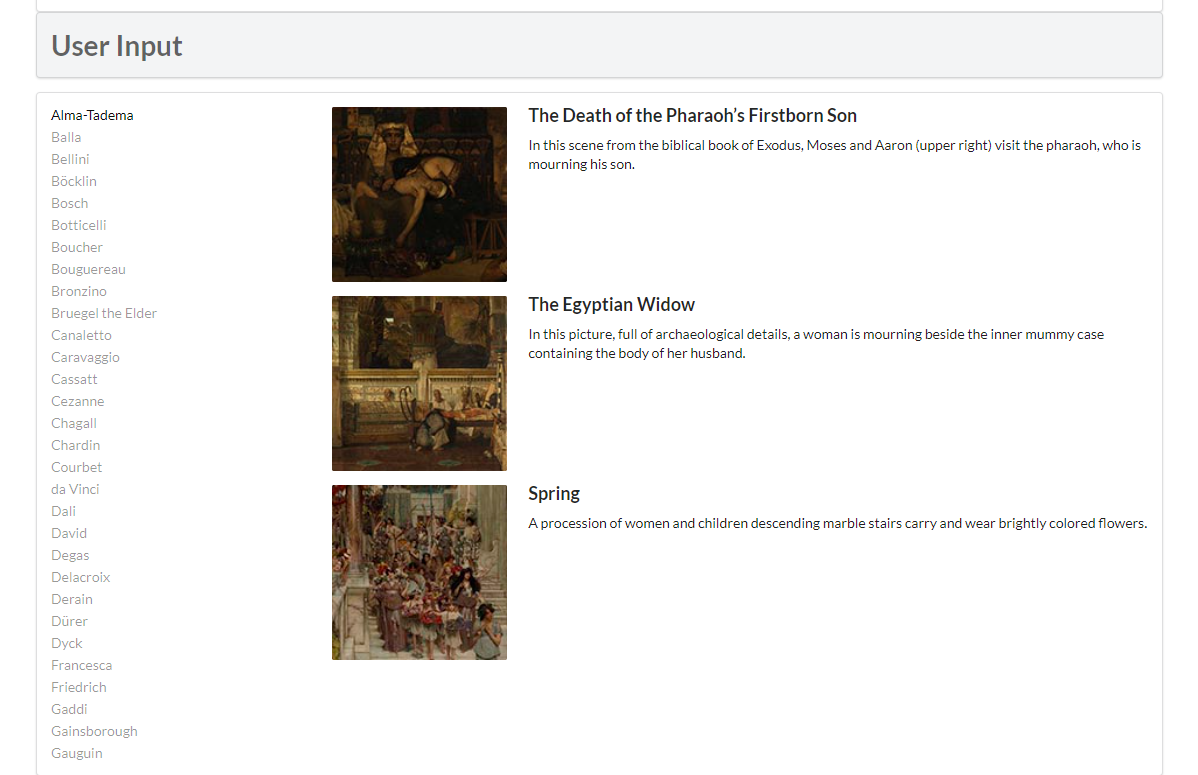 User Input
Alma-Tadema
Balla
Bellini
Böcklin
Bosch
Botticelli
Boucher
Bouguereau
Bronzino
Bruegel the Elder
Canaletto
Caravaggio
Cassatt
Cezanne
Chagall
Chardin
Courbet
da Vinci
Dali
David
Degas
Delacroix
Derain
Dürer
Dyck
Francesca
Friedrich
Gaddi
Gainsborough
Gauguin
The Death of the Pharaoh’s Firstborn Son
In this scene from the biblical book of Exodus, Moses and Aaron (upper right) visit the pharaoh, who is
mourning his son.
The Egyptian Widow
In this picture, full of archaeological details, a woman is mourning beside the inner mummy case
containing the body of her husband.
Spring
A procession of women and children descending marble stairs carry and wear brightly colored flowers.